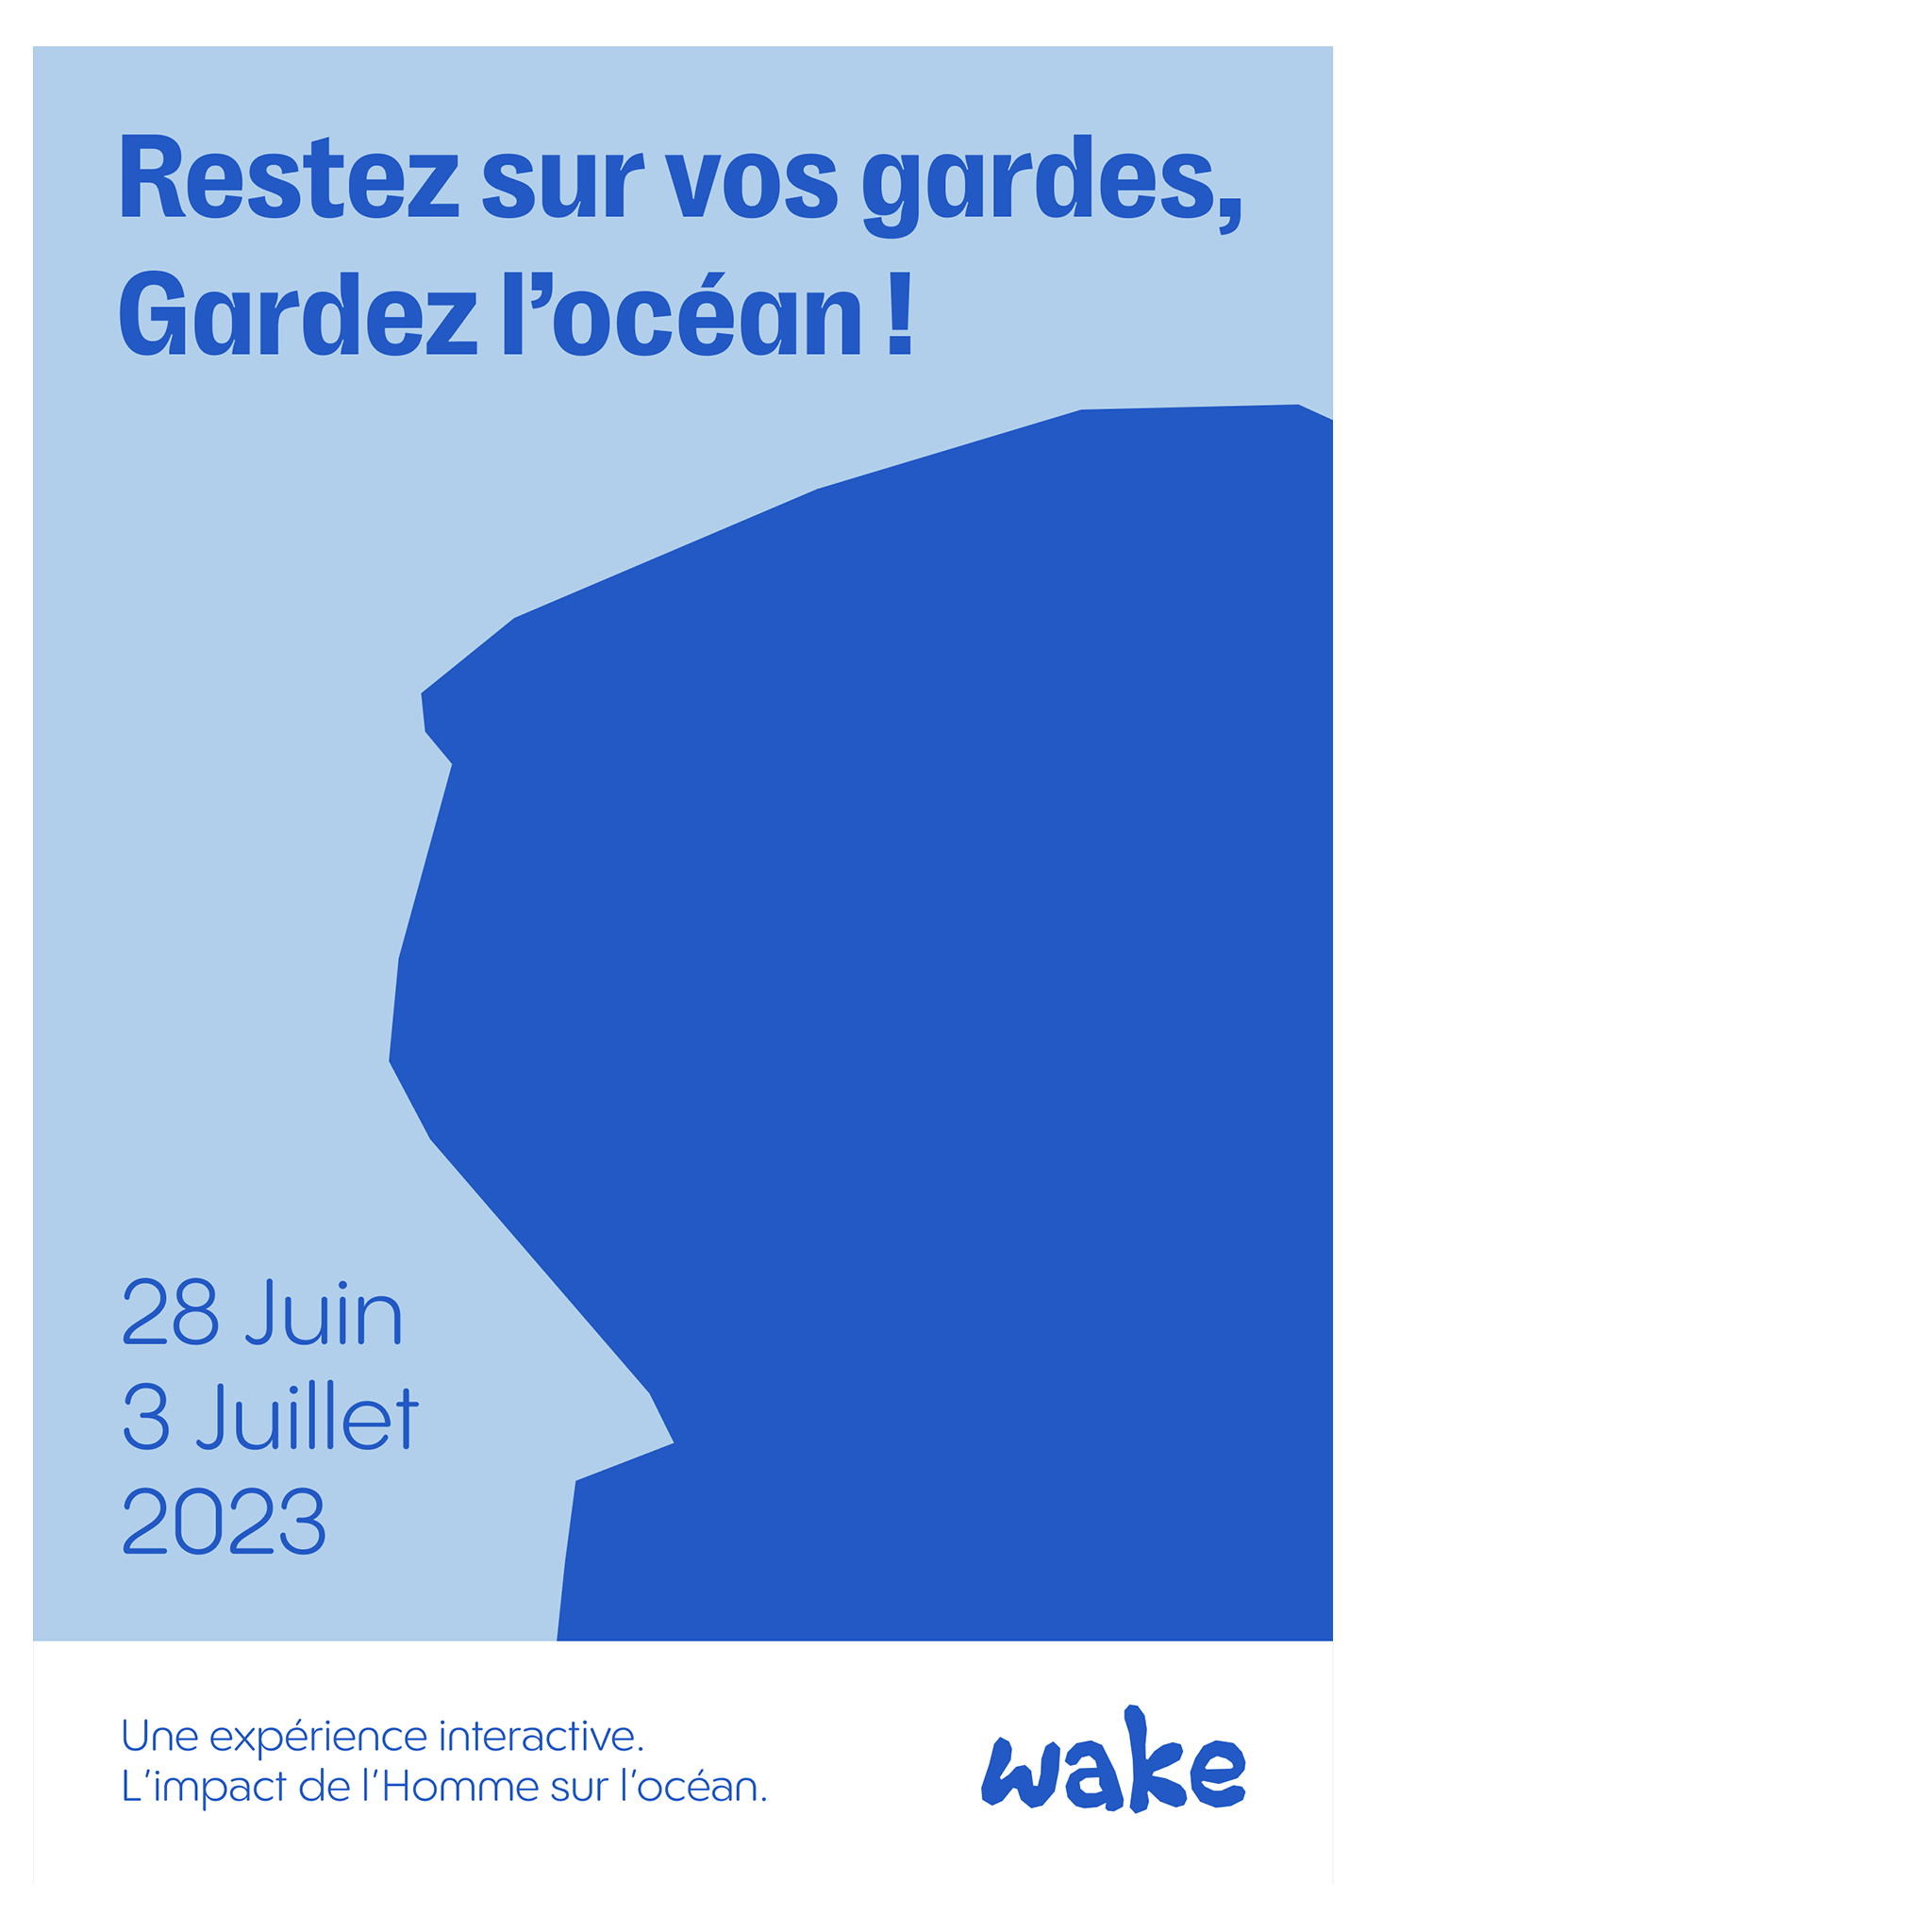 Restez sur vos gardes,
Gardez l’océan !
28 Juin
3 Juillet
2023
Une expérience interactive.
L’impact de l’Homme sur l’océan.
wake